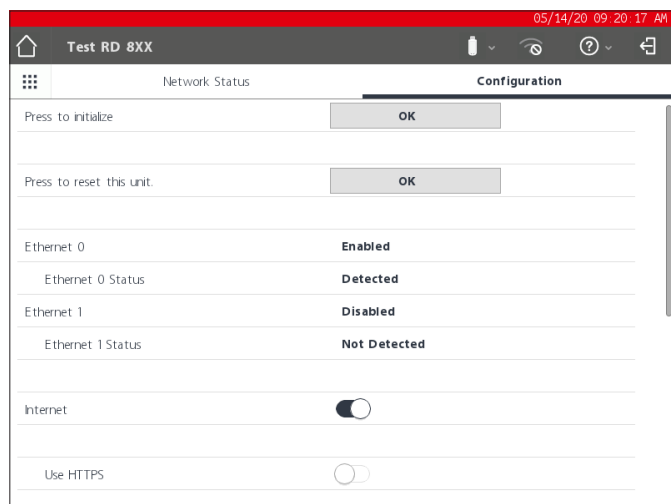 05/14/20 09:20:17 AM
Test RD 8XX
Network Status Configuration
Press to initialize OK
Press to reset this unit. OK
Ethernet 0 Enabled
Ethernet 0 Status Detected
Ethernet 1 Disabled
Ethernet 1 Status Not Detected
Internet
Use HTTPS